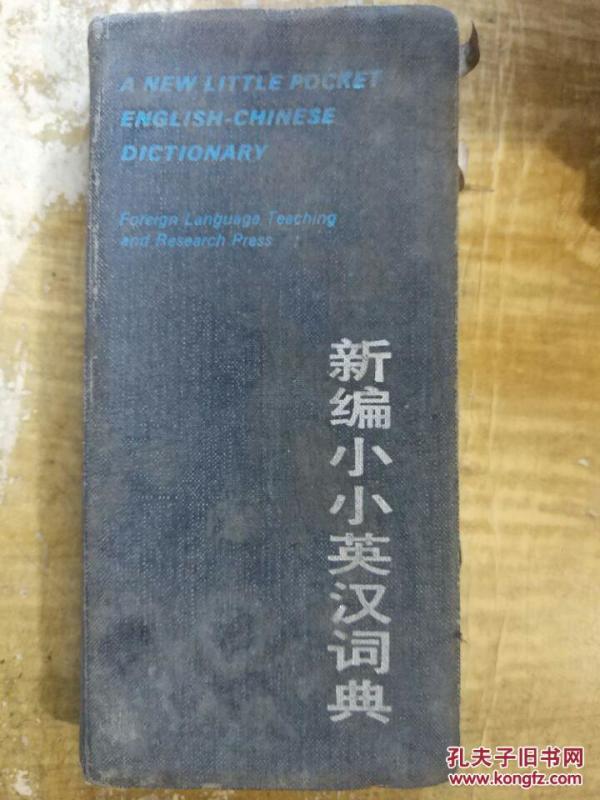 A NEW LITTLE POCKET
ENGLISH-CHINESE
DICTIONARY
Foreign Language Teaching
and Research Press
新编小小英汉词典
孔夫子旧书网
www.kongfz.com